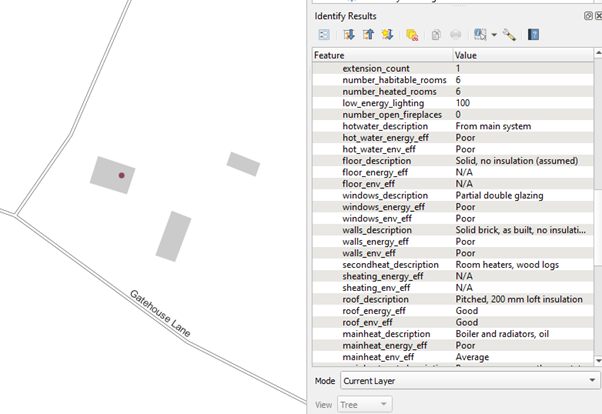 Identify Results
Feature Value
extension_count 1
number_habitable_rooms 6
number_heated_rooms 6
low_energy_lighting 100
number_open_fireplaces 0
hotwater_description From main system
hot_water_energy_eff Poor
hot_water_env_eff Poor
floor_description Solid, no insulation (assumed)
floor_energy_eff N/A
floor_env_eff N/A
windows_description Partial double glazing
windows_energy_eff Poor
windows_env_eff Poor
walls_description Solid brick, as built, no insulati...
walls_energy_eff Poor
walls_env_eff Poor
secondheat_description Room heaters, wood logs
sheating_energy_eff N/A
sheating_env_eff N/A
roof_description Pitched, 200 mm loft insulation
roof_energy_eff Good
roof_env_eff Good
mainheat_description Boiler and radiators, oil
mainheat_energy_eff Poor
mainheat_env_eff Average
Mode Current Layer
View Tree
Gatehouse Lane